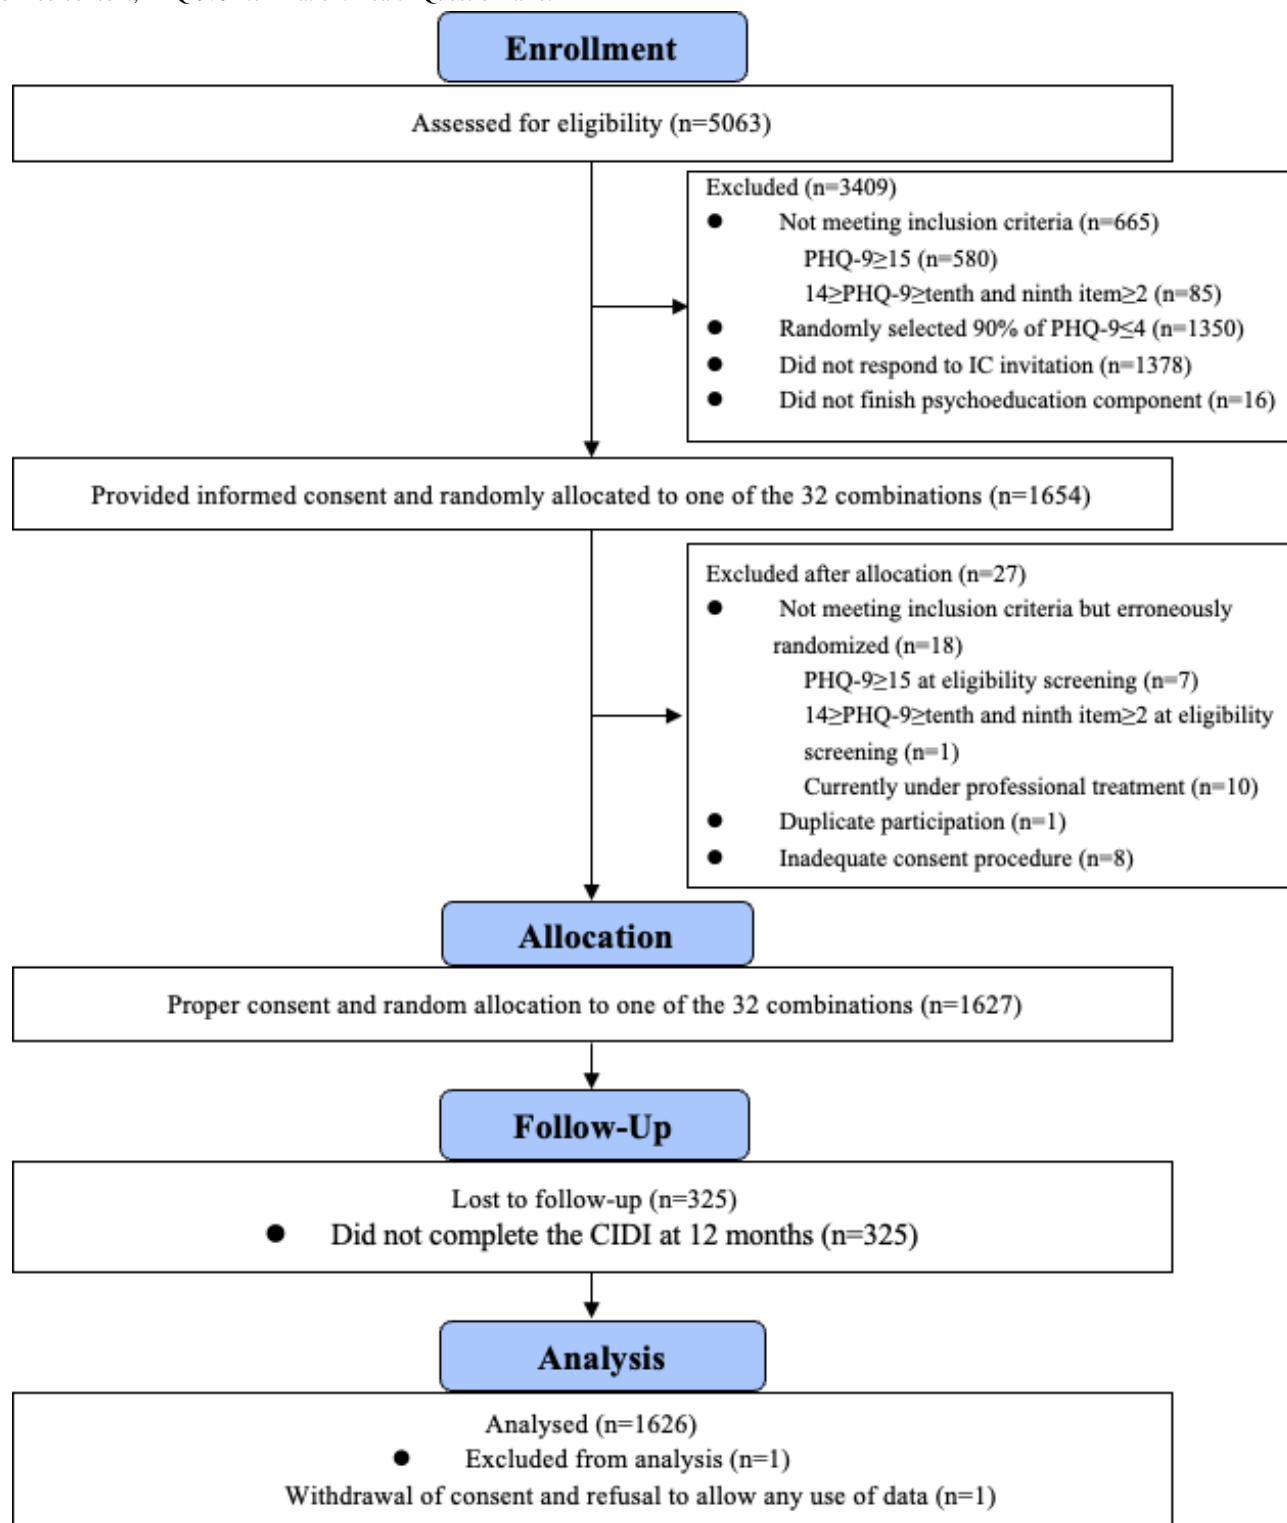 Enrollment
Assessed for eligibility (n=5063)
Excluded (n=3409)
● Not meeting inclusion criteria (n=665)
PHQ-9≥15 (n=580)
14≥PHQ-9≥tenth and ninth item≥2 (n=85)
● Randomly selected 90% of PHQ-9≤4 (n=1350)
● Did not respond to IC invitation (n=1378)
● Did not finish psychoeducation component (n=16)
Provided informed consent and randomly allocated to one of the 32 combinations (n=1654)
Excluded after allocation (n=27)
● Not meeting inclusion criteria but erroneously
randomized (n=18)
PHQ-9≥15 at eligibility screening (n=7)
14≥PHQ-9≥tenth and ninth item≥2 at eligibility
screening (n=1)
Currently under professional treatment (n=10)
● Duplicate participation (n=1)
● Inadequate consent procedure (n=8)
Allocation
Proper consent and random allocation to one of the 32 combinations (n=1627)
Follow-Up
Lost to follow-up (n=325)
● Did not complete the CIDI at 12 months (n=325)
Analysis
Analysed (n=1626)
● Excluded from analysis (n=1)
Withdrawal of consent and refusal to allow any use of data (n=1)